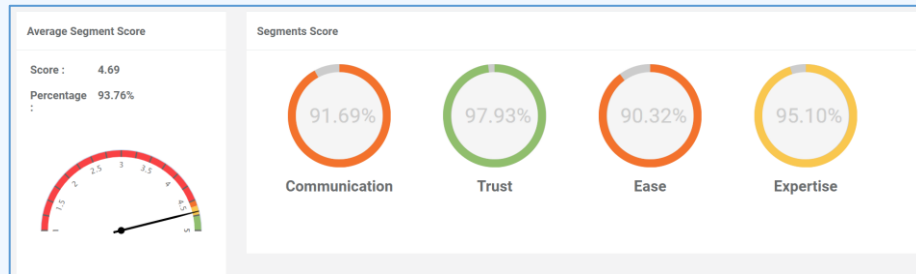 Average Segment Score
Score : 4.69
Percentage : 93.76%
1
1.5
2
2.5
3
3.5
4
4.5
5
Segments Score
91.69% 97.93% 90.32% 95.10%
Communication Trust Ease Expertise